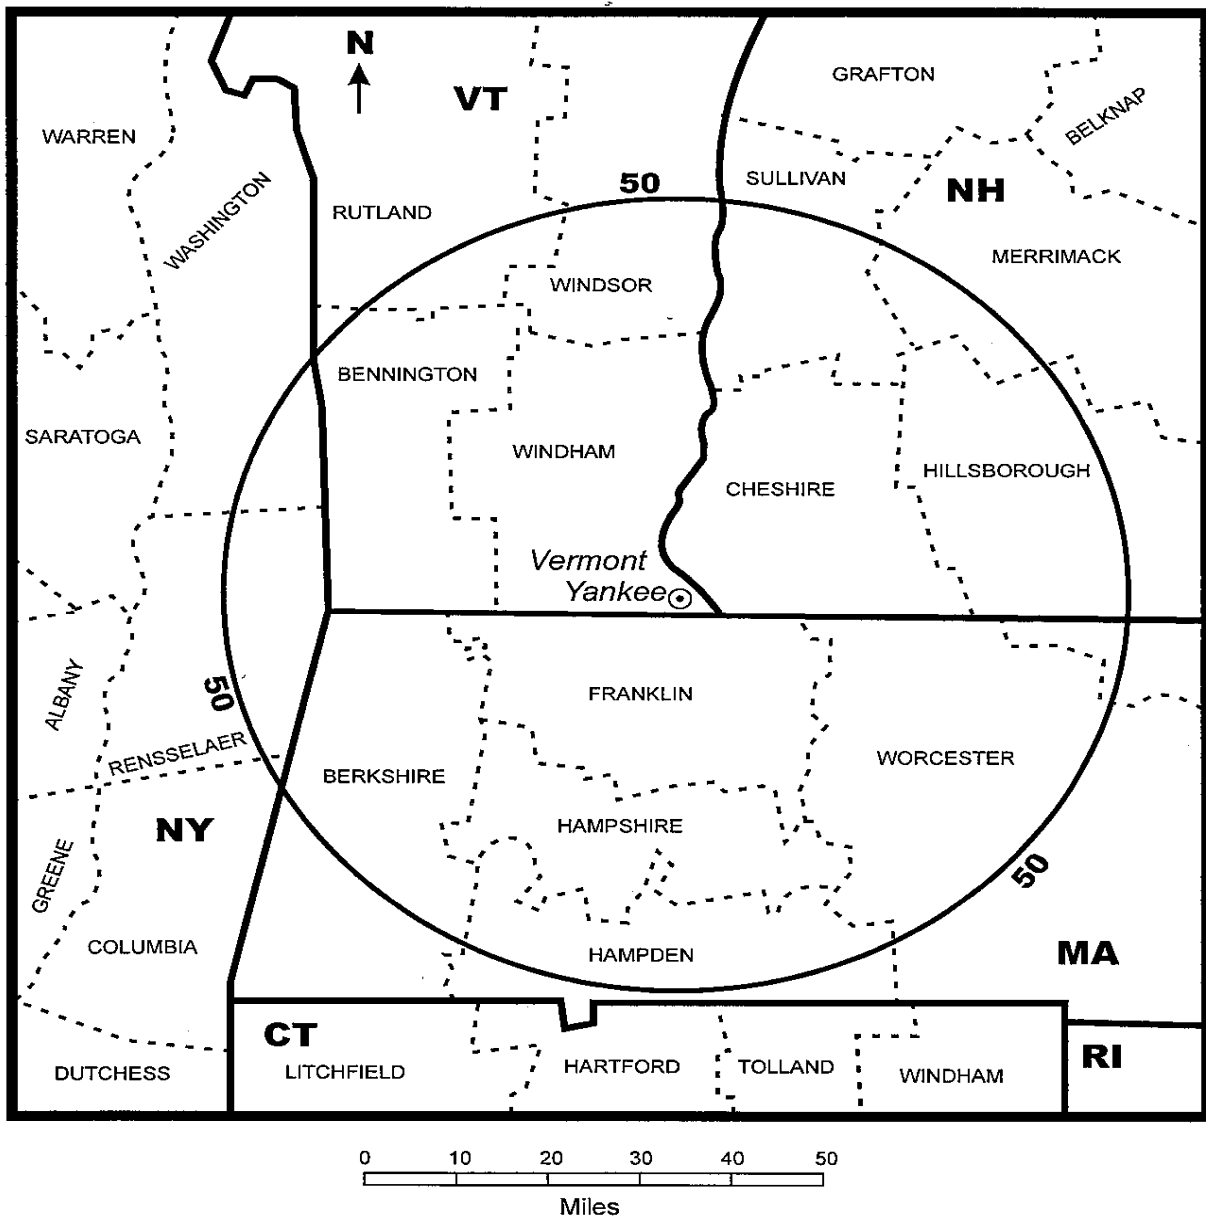 N
VT
GRAFTON
BELKNAP
WARREN
WASHINGTON
RUTLAND
50
SULLIVAN
NH
MERRIMACK
WINDSOR
BENNINGTON
SARATOGA
WINDHAM
CHESHIRE
HILLSBOROUGH
Vermont
Yankee
ALBANY
50
FRANKLIN
RENSSELAER
BERKSHIRE
WORCESTER
NY
HAMPSHIRE
GREENE
50
COLUMBIA
HAMPDEN
MA
CT
RI
DUTCHESS
LITCHFIELD
HARTFORD
TOLLAND
WINDHAM
0 10 20 30 40 50
Miles